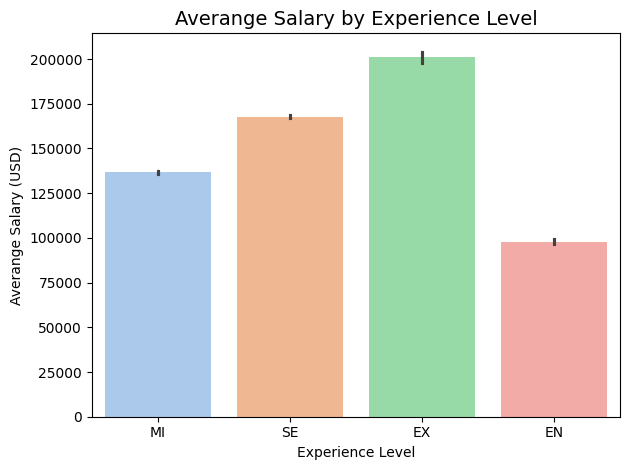 Averange Salary by Experience Level
Averange Salary (USD)
200000
175000
150000
125000
100000
75000
50000
25000
0
MI SE EX EN
Experience Level